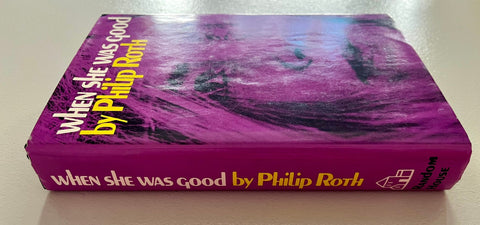 WHEN SHE WAS GOOD
by PHiLip ROTH
WHEN SHE WAS GOOD by PHiLip ROTH
RANDOM
HOUSE